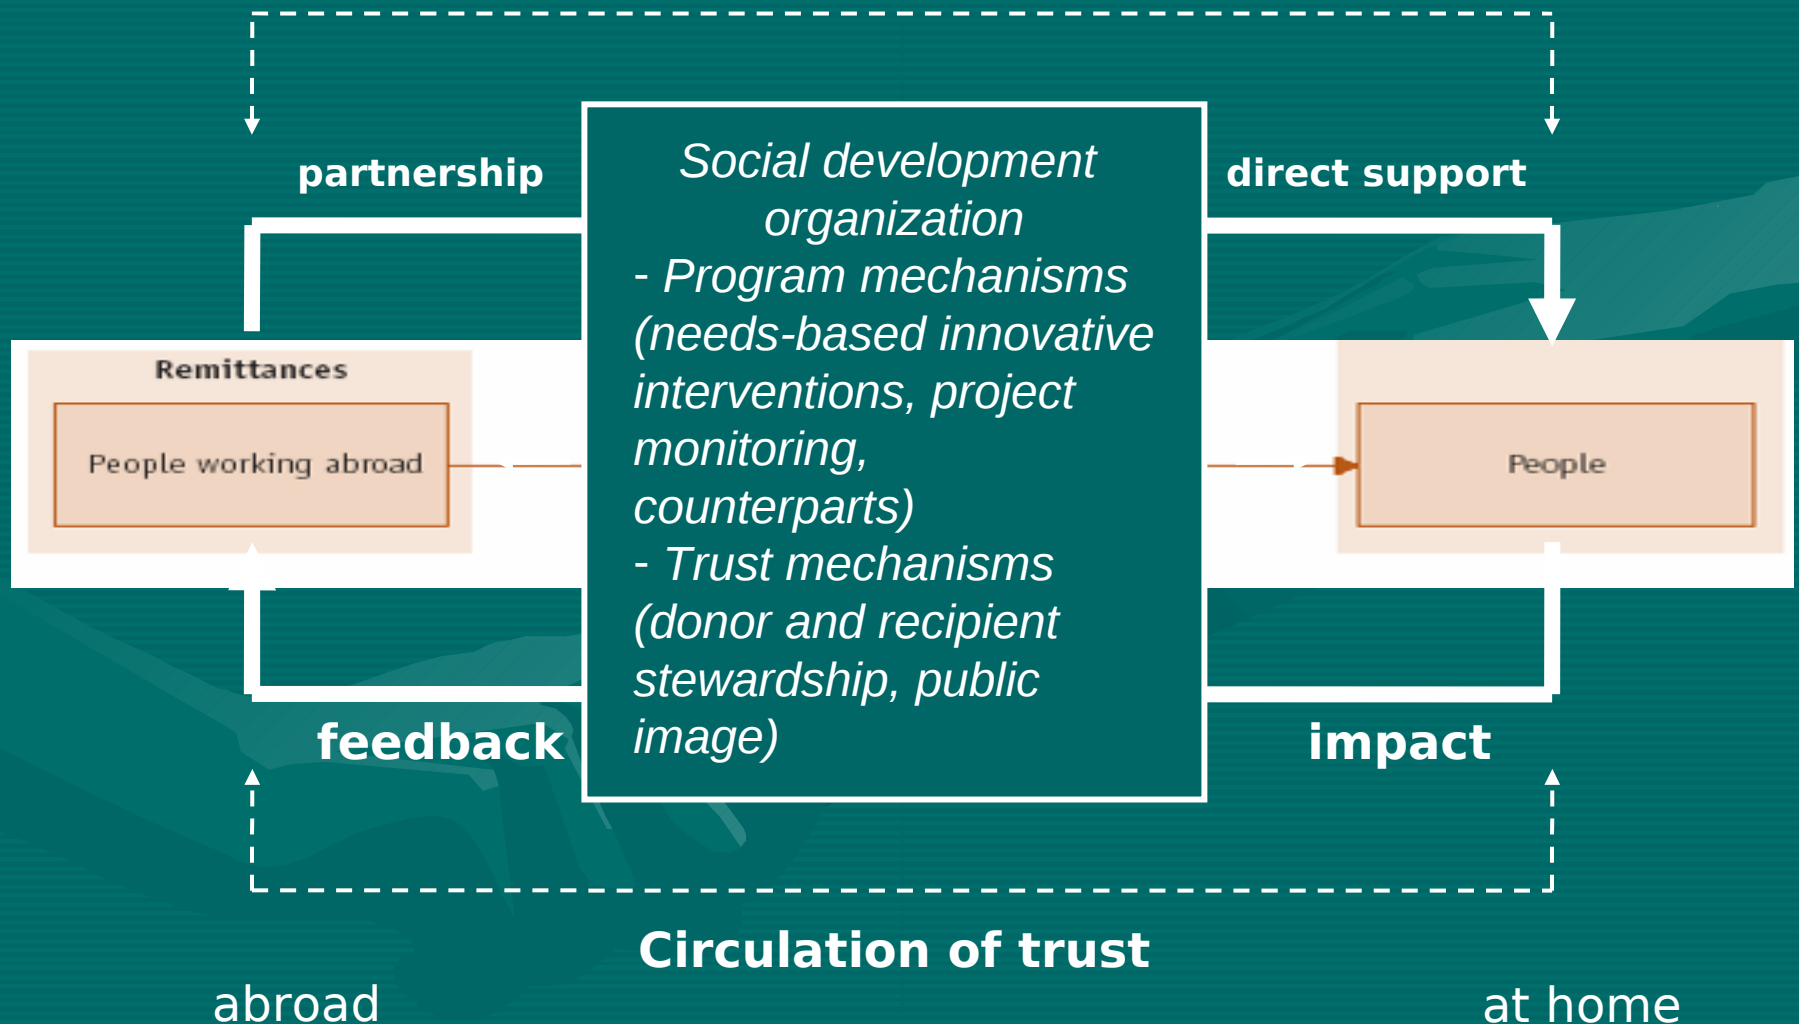 partnership
direct support
Social development
organization
- Program mechanisms
(needs-based innovative
interventions, project
monitoring,
counterparts)
- Trust mechanisms
(donor and recipient
stewardship, public
image)
Remittances
People working abroad
People
feedback
impact
Circulation of trust
abroad
at home